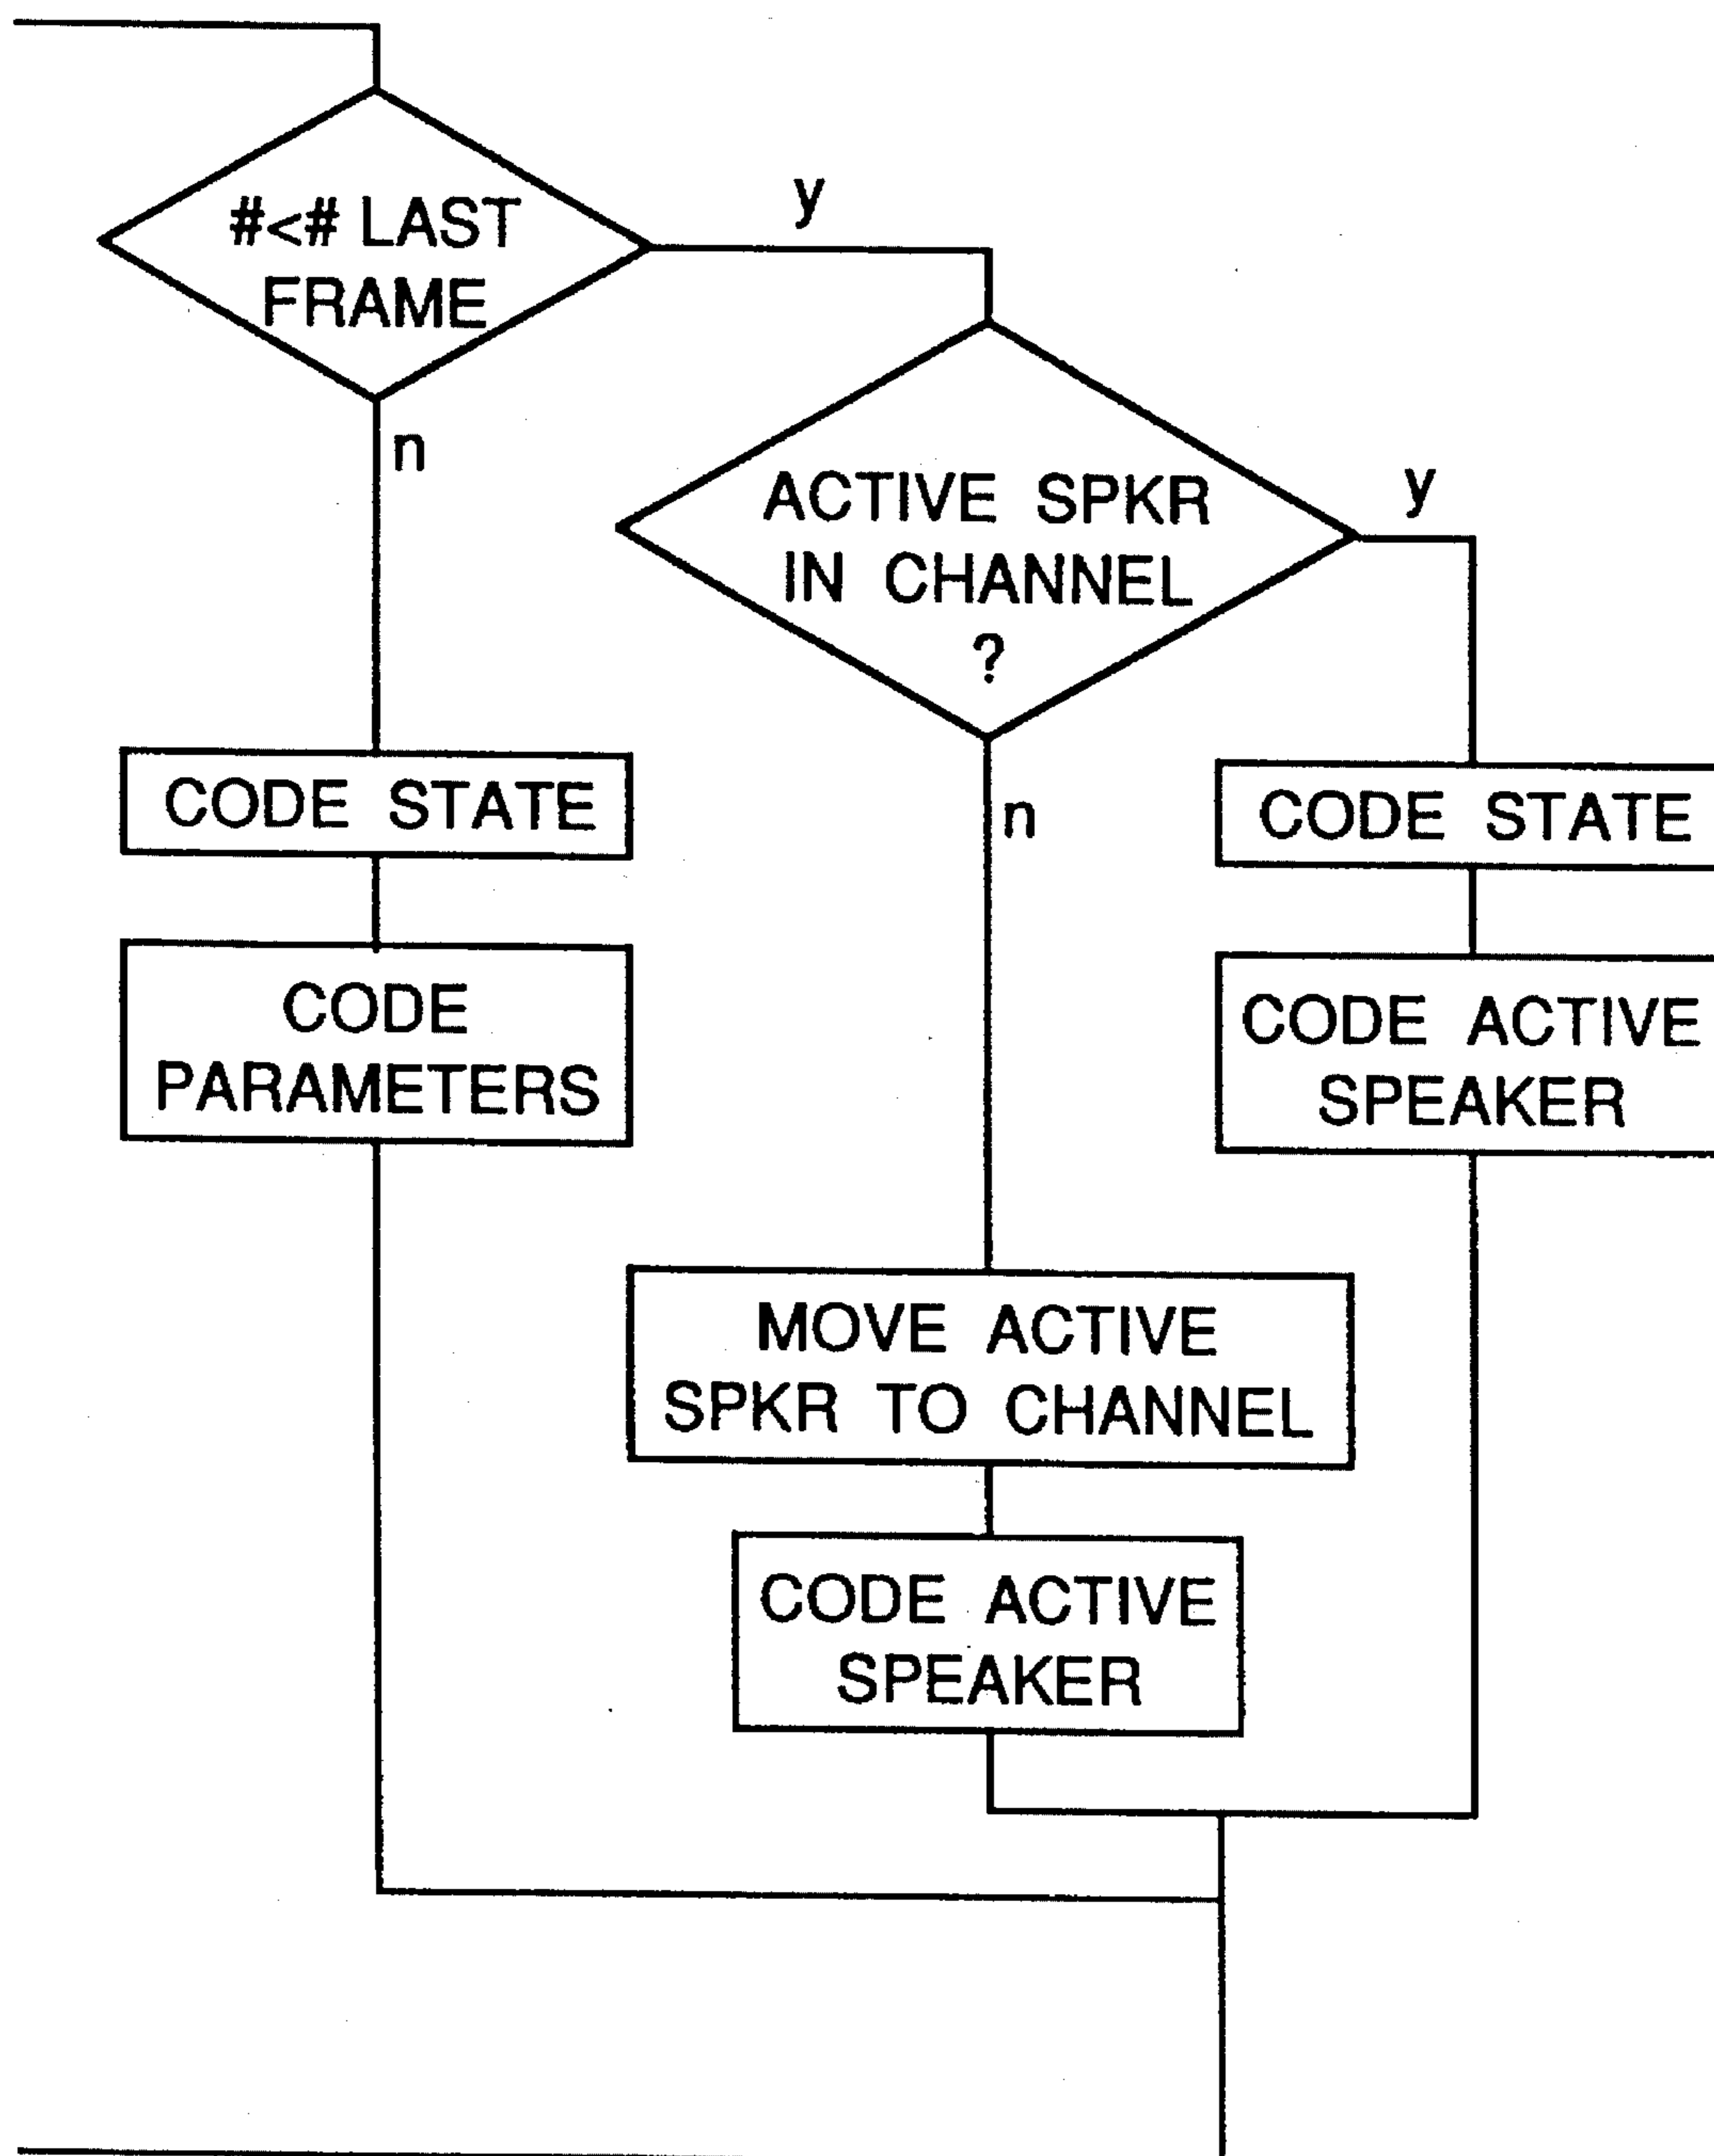 #<# LAST
FRAME
y
n
ACTIVE SPKR
IN CHANNEL
?
y
n
CODE STATE
CODE
PARAMETERS
CODE STATE
CODE ACTIVE
SPEAKER
MOVE ACTIVE
SPKR TO CHANNEL
CODE ACTIVE
SPEAKER